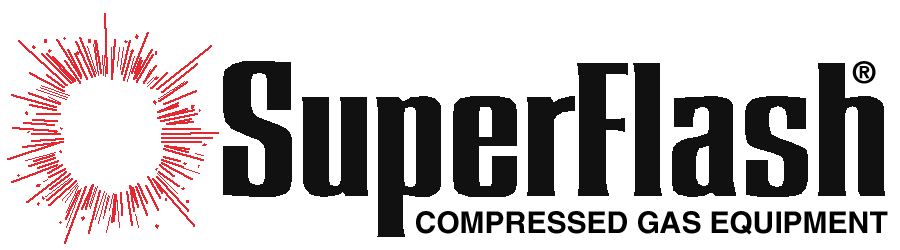 SuperFlash®
COMPRESSED GAS EQUIPMENT